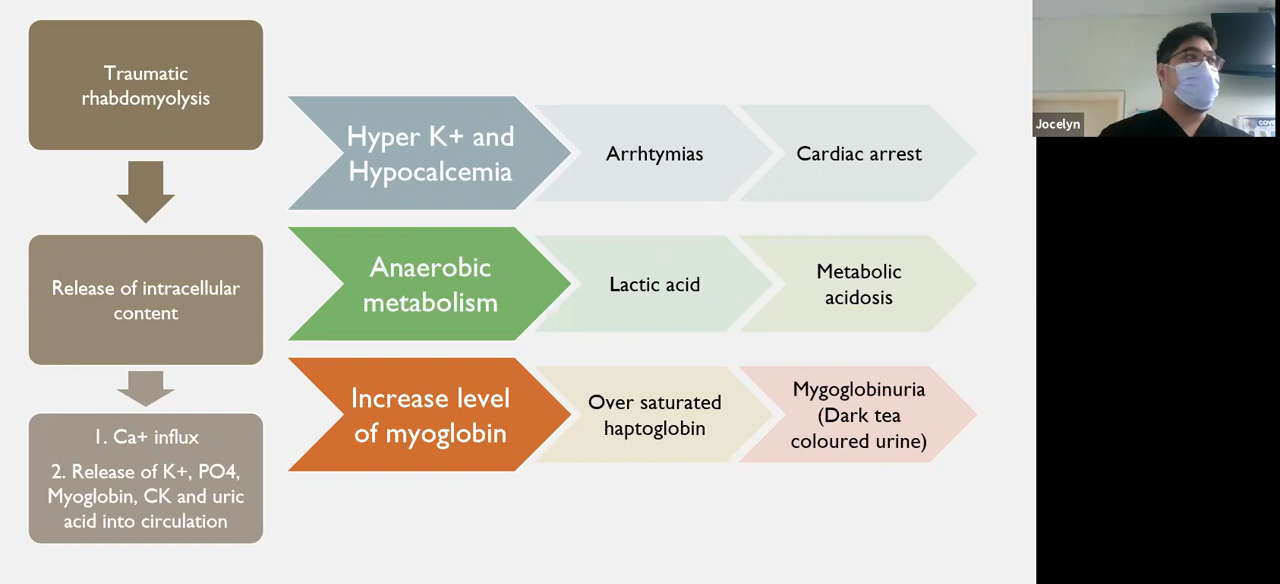 Traumatic
rhabdomyolysis
Release of intracellular
content
1. Ca+ influx
2. Release of K+, PO4,
Myoglobin, CK and uric
acid into circulation
Hyper K+ and
Hypocalcemia
Arrhtymias
Cardiac arrest
Anaerobic
metabolism
Lactic acid
Metabolic
acidosis
Increase level
of myoglobin
Over saturated
haptoglobin
Mygoglobinuria
(Dark tea
coloured urine)
Jocelyn